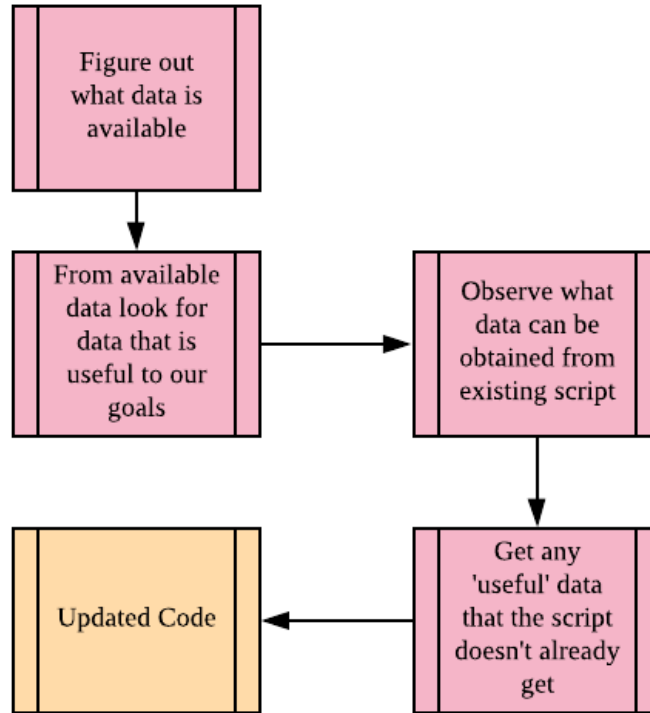 Figure out
what data is
available
From available
data look for
data that is
useful to our
goals
Observe what
data can be
obtained from
existing script
Get any
'useful' data
that the script
doesn't already
get
Updated Code